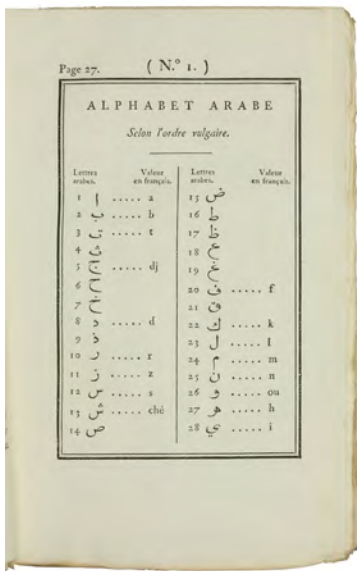 Page 27.
( N.º 1. )
ALPHABET ARABE
Selon l'ordre vulgaire.
Lettres arabes. Valeur en français.
1 ا ..... a
2 ب ..... b
3 ت ..... t
4 ث
5 ج ..... dj
6 ح
7 خ
8 د ..... d
9 ذ
10 ر ..... r
11 ز ..... z
12 س ..... s
13 ش ..... ché
14 ص
Lettres arabes. Valeur en français.
15 ض
16 ط
17 ظ
18 ع
19 غ
20 ف ..... f
21 ق
22 ك ..... k
23 ل ..... l
24 م ..... m
25 ن ..... n
26 و ..... ou
27 ه ..... h
28 ي ..... i